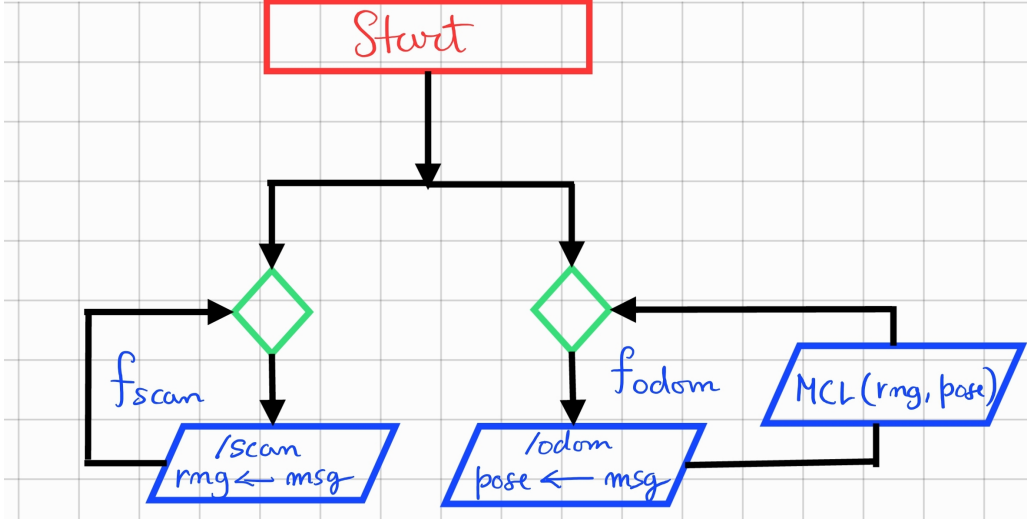 Start
fscan
fodom
MCL(rng, pose)
/scan
rng ← msg
/odom
pose ← msg